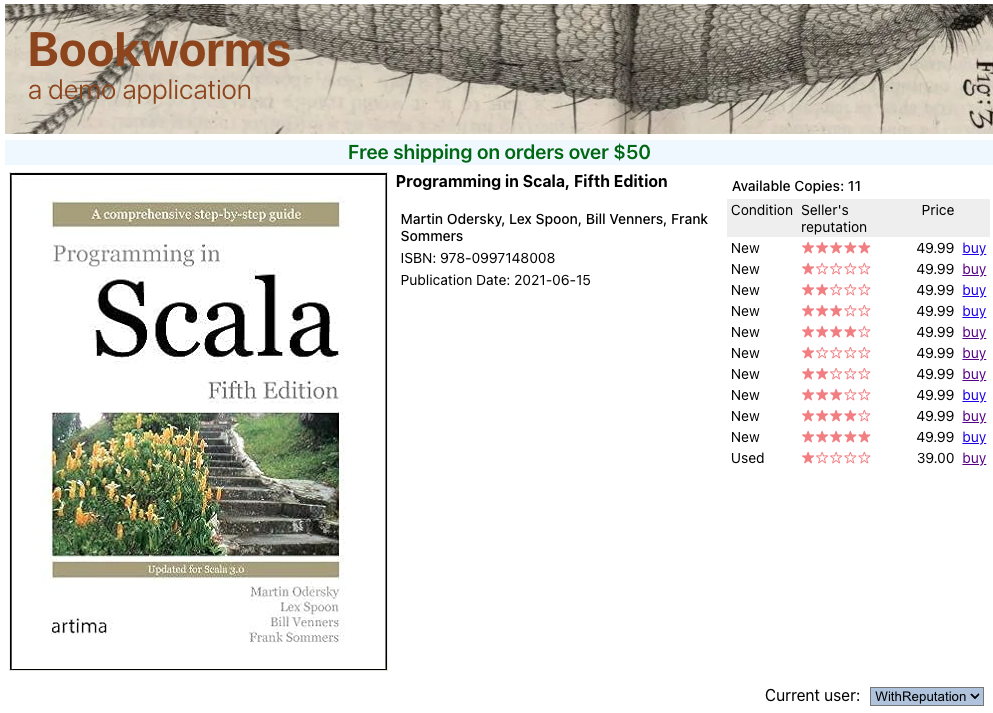 Bookworms
a demo application
Fig: 3
Free shipping on orders over $50
A comprehensive step-by-step guide
Programming in
Scala
Fifth Edition
Updated for Scala 3.0
Martin Odersky
Lex Spoon
Bill Venners
Frank Sommers
artima
Programming in Scala, Fifth Edition
Martin Odersky, Lex Spoon, Bill Venners, Frank
Sommers
ISBN: 978-0997148008
Publication Date: 2021-06-15
Available Copies: 11
Condition Seller's reputation Price
New ★★★★★ 49.99 buy
New ★☆☆☆☆ 49.99 buy
New ★★☆☆☆ 49.99 buy
New ★★★☆☆ 49.99 buy
New ★★★★☆ 49.99 buy
New ★☆☆☆☆ 49.99 buy
New ★★☆☆☆ 49.99 buy
New ★★★☆☆ 49.99 buy
New ★★★★☆ 49.99 buy
New ★★★★★ 49.99 buy
Used ★☆☆☆☆ 39.00 buy
Current user: WithReputation